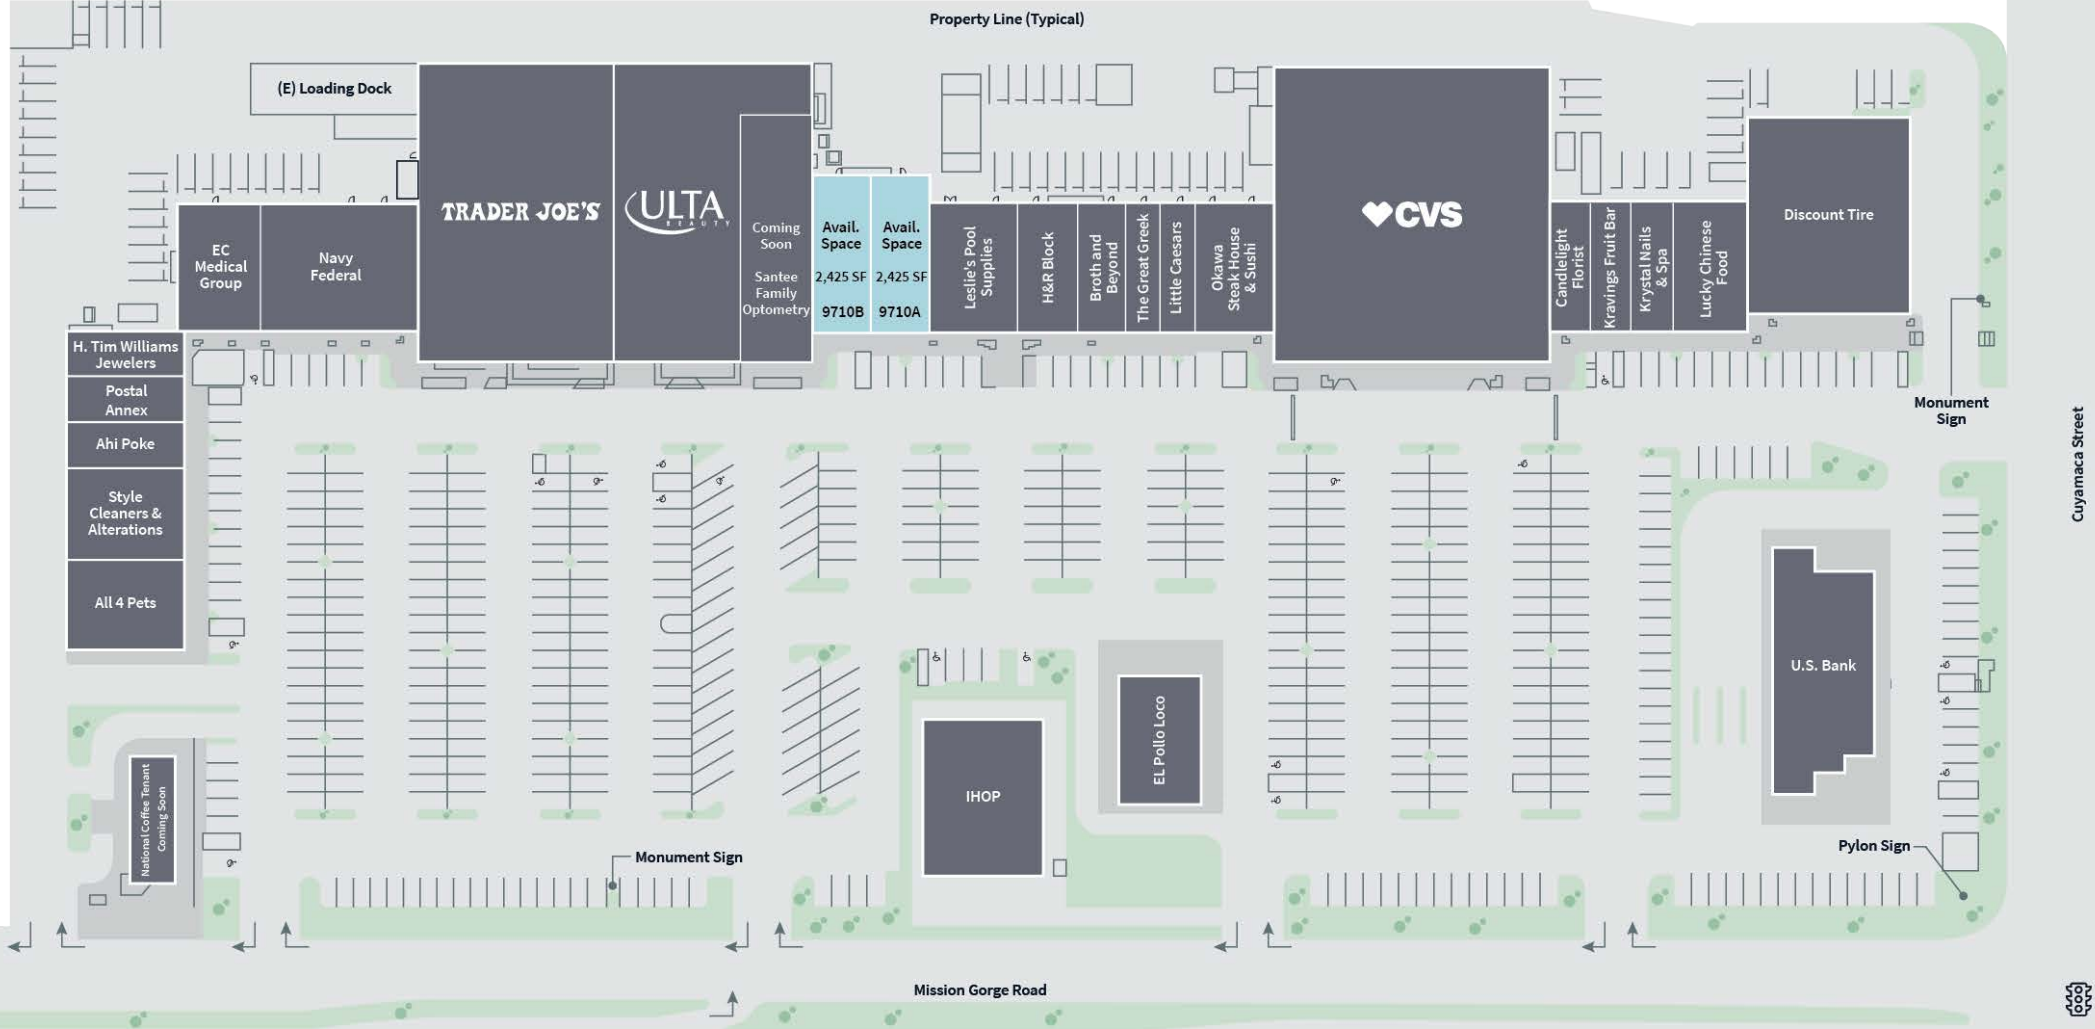 Property Line (Typical)
(E) Loading Dock
TRADER JOE'S
ULTA
BEAUTY
Coming
Soon
Santee
Family
Optometry
Avail.
Space
2,425 SF
9710B
Avail.
Space
2,425 SF
9710A
Leslie's Pool
Supplies
H&R Block
Broth and
Beyond
The Great Greek
Little Caesars
Okawa
Steak House
& Sushi
CVS
Candlelight
Florist
Kravings Fruit Bar
Krystal Nails
& Spa
Lucky Chinese
Food
Discount Tire
EC
Medical
Group
Navy
Federal
H. Tim Williams
Jewelers
Postal
Annex
Ahi Poke
Style
Cleaners &
Alterations
All 4 Pets
Monument
Sign
Cuyamaca Street
U.S. Bank
EL Pollo Loco
IHOP
National Coffee Tenant
Coming Soon
Monument Sign
Pylon Sign
Mission Gorge Road